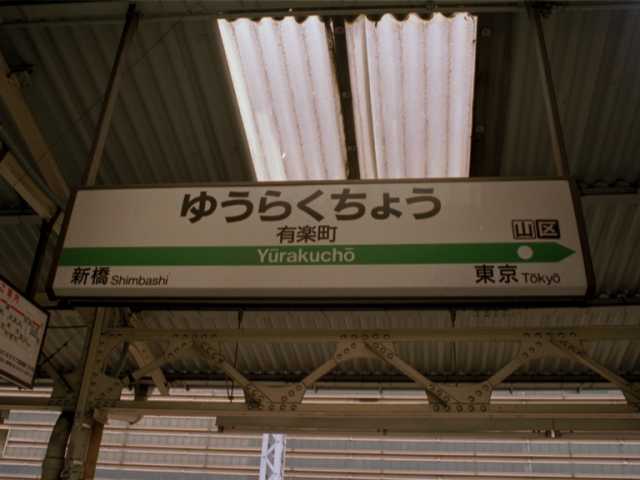 ゆうらくちょう
有楽町
山区
Yūrakuchō
新橋 Shimbashi
東京 Tōkyō